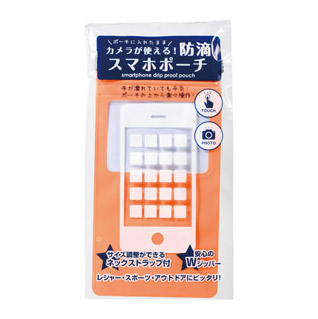 ポーチに入れたまま
カメラが使える!防滴
スマホポーチ
smartphone drip proof pouch
手が濡れていても平気!
ポーチの上から楽々操作!
TOUCH
PHOTO
サイズ調整ができる
ネックストラップ付
安心の
Wジッパー
レジャー・スポーツ・アウトドアにピッタリ!